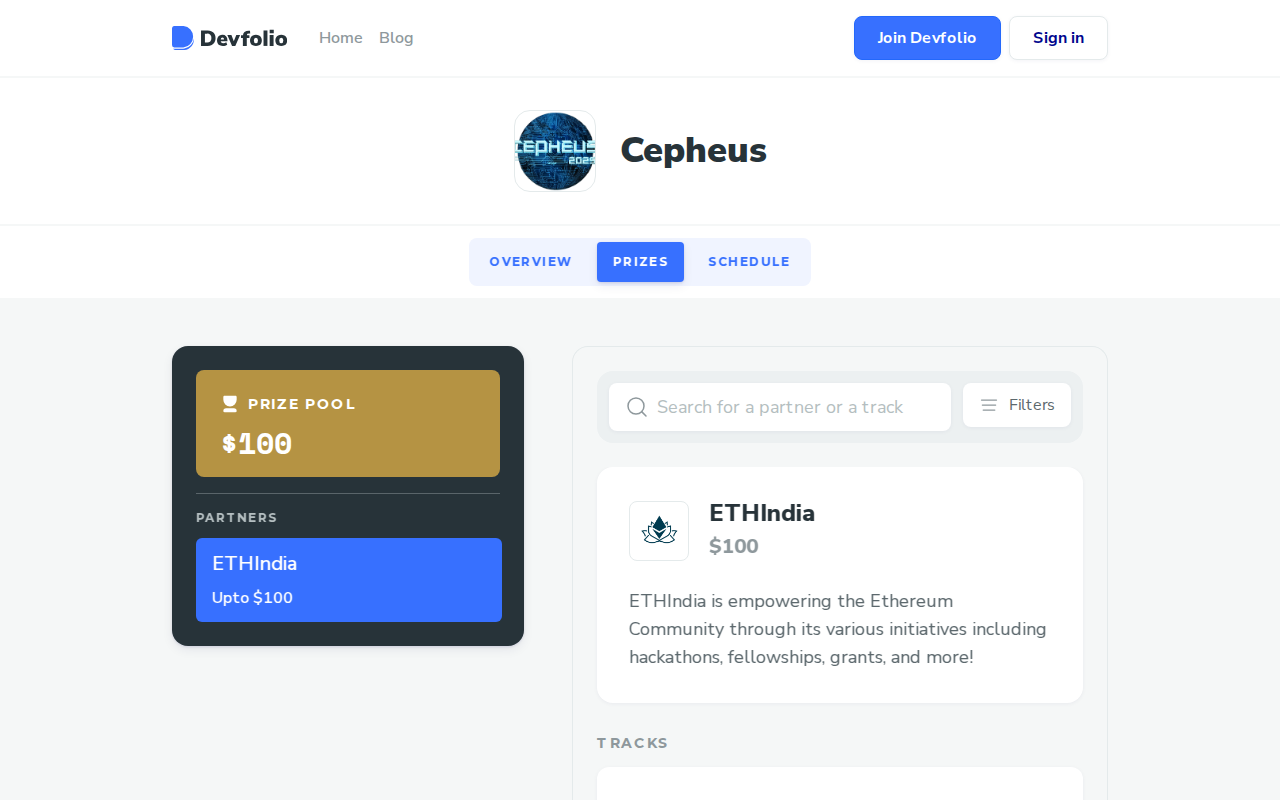 Devfolio
Home
Blog
Join Devfolio
Sign in
CEPHEUS
2025
Cepheus
OVERVIEW
PRIZES
SCHEDULE
PRIZE POOL
$100
PARTNERS
ETHIndia
Upto $100
Search for a partner or a track
Filters
ETHIndia
$100
ETHIndia is empowering the Ethereum
Community through its various initiatives including
hackathons, fellowships, grants, and more!
TRACKS